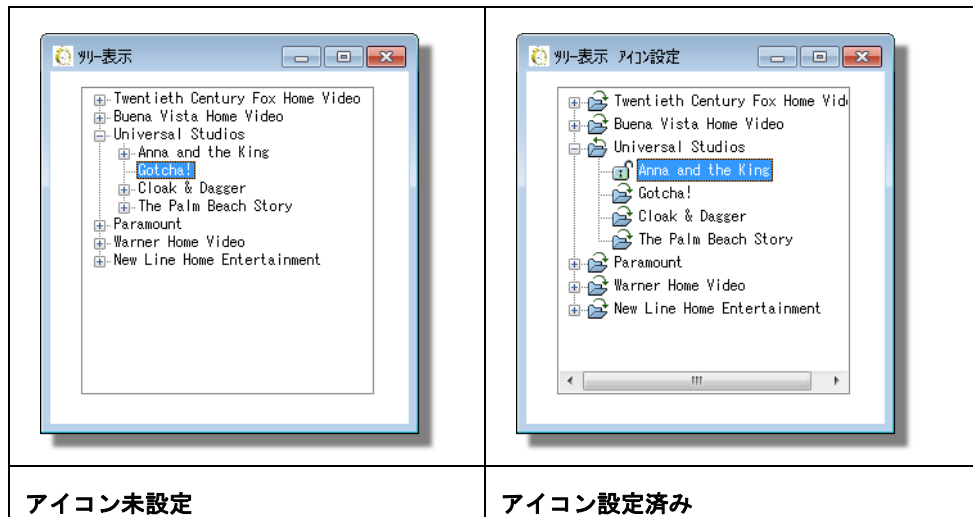 ﾂﾘｰ表示
Twentieth Century Fox Home Video
Buena Vista Home Video
Universal Studios
Anna and the King
Gotcha!
Cloak & Dagger
The Palm Beach Story
Paramount
Warner Home Video
New Line Home Entertainment
アイコン未設定
ﾂﾘｰ表示 ｱｲｺﾝ設定
Twentieth Century Fox Home Vid
Buena Vista Home Video
Universal Studios
Anna and the King
Gotcha!
Cloak & Dagger
The Palm Beach Story
Paramount
Warner Home Video
New Line Home Entertainment
アイコン設定済み